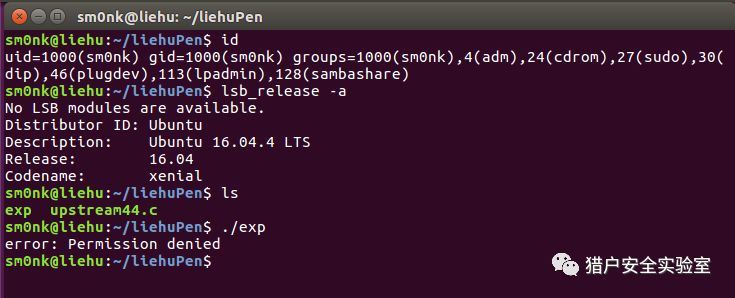 sm0nk@liehu: ~/liehuPen
sm0nk@liehu:~/liehuPen$ id
uid=1000(sm0nk) gid=1000(sm0nk) groups=1000(sm0nk),4(adm),24(cdrom),27(sudo),30(
dip),46(plugdev),113(lpadmin),128(sambashare)
sm0nk@liehu:~/liehuPen$ lsb_release -a
No LSB modules are available.
Distributor ID: Ubuntu
Description:    Ubuntu 16.04.4 LTS
Release:        16.04
Codename:       xenial
sm0nk@liehu:~/liehuPen$ ls
exp  upstream44.c
sm0nk@liehu:~/liehuPen$ ./exp
error: Permission denied
sm0nk@liehu:~/liehuPen$
猎户安全实验室